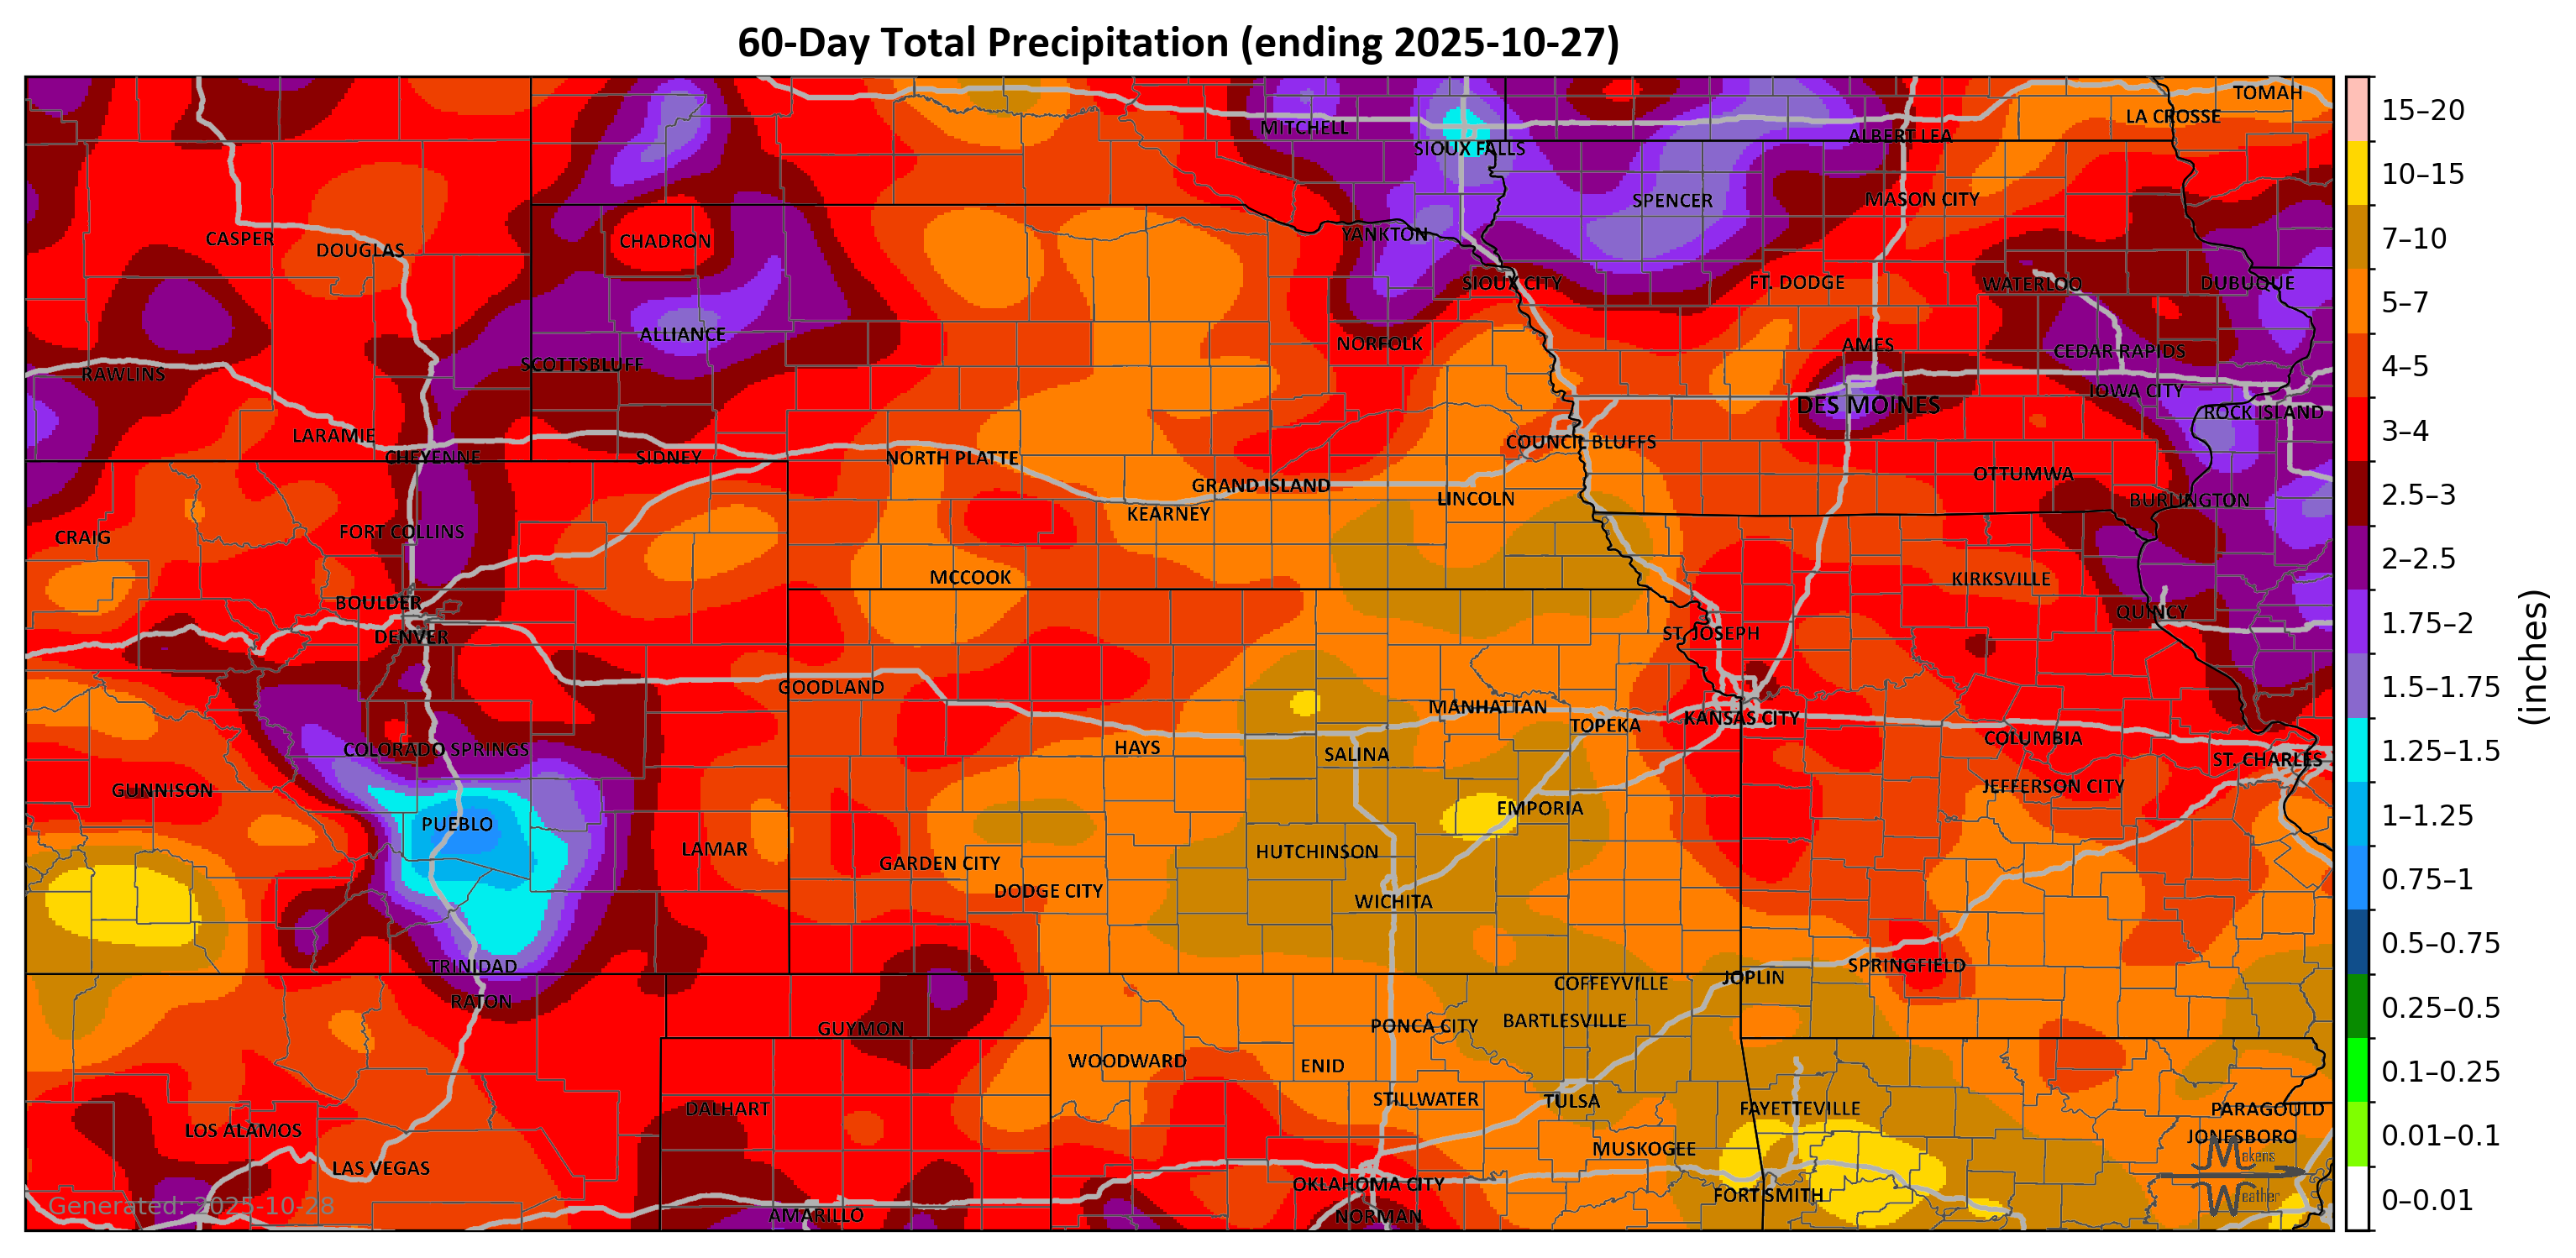 60-Day Total Precipitation (ending 2025-10-27)
TOMAH
LA CROSSE
MITCHELL
ALBERT LEA
SIOUX FALLS
SPENCER
MASON CITY
CASPER
DOUGLAS
CHADRON
YANKTON
SIOUX CITY
FT. DODGE
WATERLOO
DUBUQUE
ALLIANCE
NORFOLK
AMES
CEDAR RAPIDS
SCOTTSBLUFF
RAWLINS
IOWA CITY
DES MOINES
ROCK ISLAND
LARAMIE
COUNCIL BLUFFS
CHEYENNE
SIDNEY
NORTH PLATTE
OTTUMWA
GRAND ISLAND
LINCOLN
BURLINGTON
KEARNEY
CRAIG
FORT COLLINS
MCCOOK
KIRKSVILLE
BOULDER
QUINCY
DENVER
ST. JOSEPH
GOODLAND
MANHATTAN
TOPEKA
KANSAS CITY
COLUMBIA
COLORADO SPRINGS
HAYS
SALINA
ST. CHARLES
GUNNISON
JEFFERSON CITY
EMPORIA
PUEBLO
LAMAR
HUTCHINSON
GARDEN CITY
DODGE CITY
WICHITA
TRINIDAD
SPRINGFIELD
JOPLIN
COFFEYVILLE
RATON
GUYMON
PONCA CITY
BARTLESVILLE
WOODWARD
ENID
STILLWATER
TULSA
DALHART
FAYETTEVILLE
PARAGOULD
LOS ALAMOS
JONESBORO
MUSKOGEE
LAS VEGAS
OKLAHOMA CITY
FORT SMITH
AMARILLO
NORMAN
Makens
Weather
Generated: 2025-10-28
15–20
10–15
7–10
5–7
4–5
3–4
2.5–3
2–2.5
1.75–2
1.5–1.75
1.25–1.5
1–1.25
0.75–1
0.5–0.75
0.25–0.5
0.1–0.25
0.01–0.1
0–0.01
(inches)